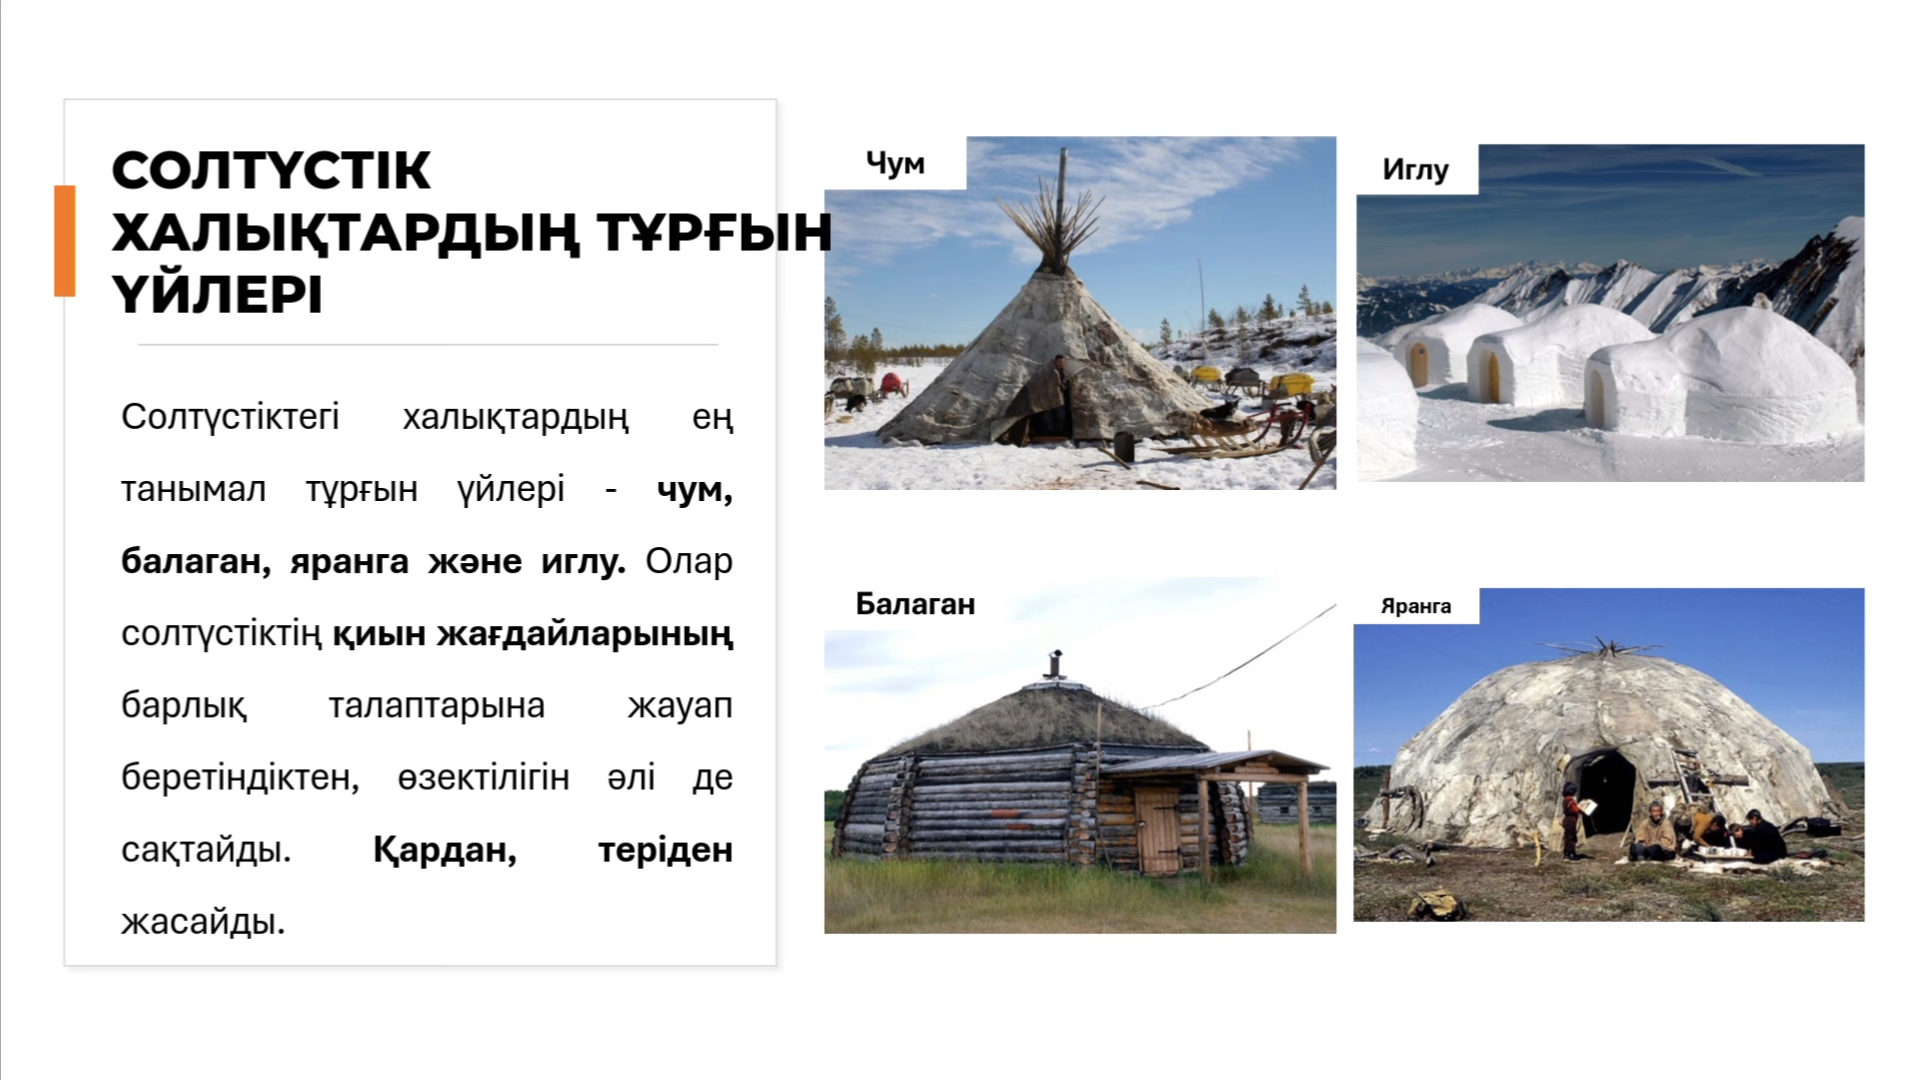 СОЛТҮСТІК
ХАЛЫҚТАРДЫҢ ТҰРҒЫН
ҮЙЛЕРІ
Солтүстіктегі халықтардың ең
танымал тұрғын үйлері - чум,
балаган, яранга және иглу. Олар
солтүстіктің қиын жағдайларының
барлық талаптарына жауап
беретіндіктен, өзектілігін әлі де
сақтайды. Қардан, теріден
жасайды.
Чум
Иглу
Балаган
Яранга